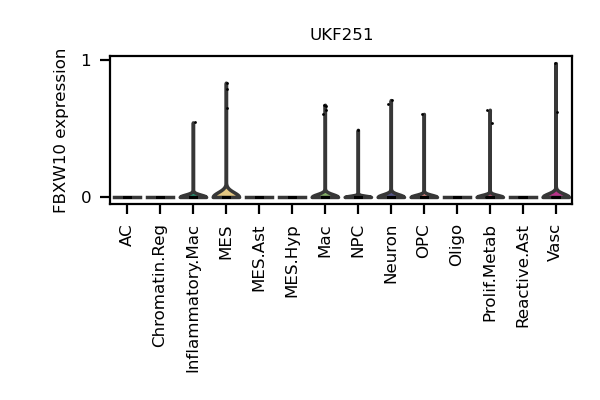 UKF251
FBXW10 expression
1
0
AC
Chromatin.Reg
Inflammatory.Mac
MES
MES.Ast
MES.Hyp
Mac
NPC
Neuron
OPC
Oligo
Prolif.Metab
Reactive.Ast
Vasc